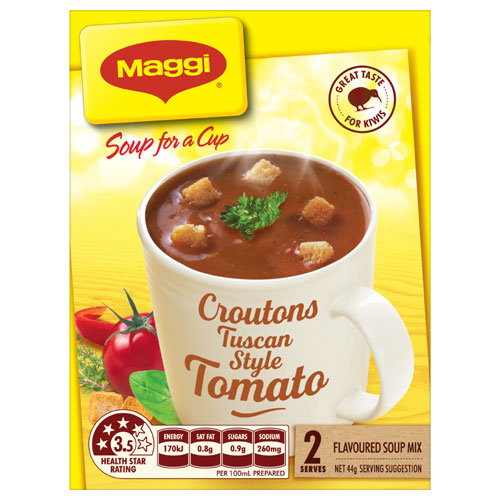 Maggi®
GREAT TASTE
FOR KIWIS
Soup for a Cup
Croutons
Tuscan
Style
Tomato
3.5
HEALTH STAR
RATING
ENERGY SAT FAT SUGARS SODIUM
170kJ 0.8g 0.9g 260mg
PER 100mL PREPARED
2
SERVES
FLAVOURED SOUP MIX
NET 44g SERVING SUGGESTION